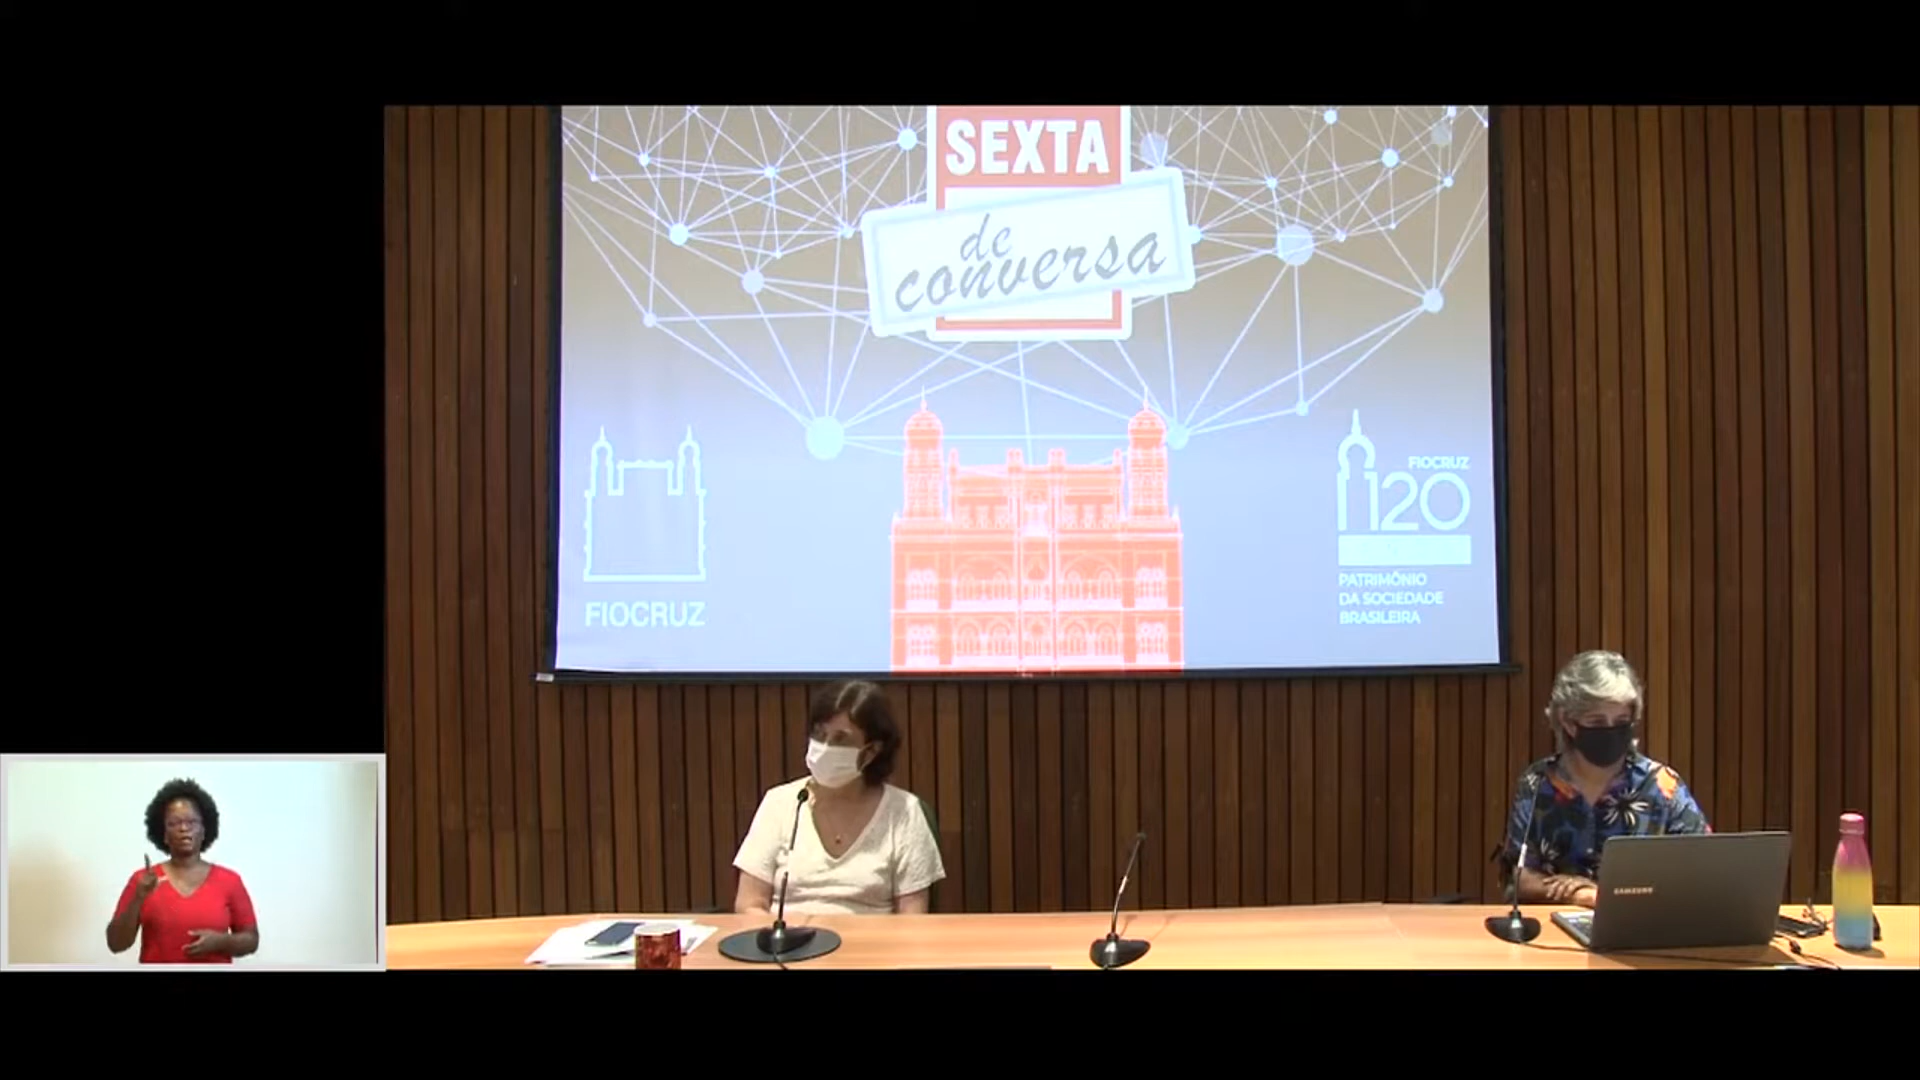 SEXTA
de
conversa
FIOCRUZ
FIOCRUZ
120
PATRIMÔNIO
DA SOCIEDADE
BRASILEIRA
SAMSUNG